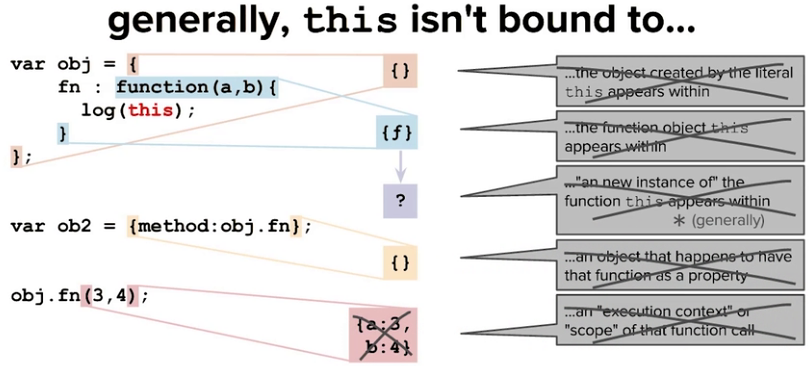 generally, this isn't bound to...
var obj = {
fn : function(a,b){
log(this);
}
};
{}
{f}
?
var ob2 = {method:obj.fn};
{}
obj.fn(3,4);
{a:3,
b:4}
...the object created by the literal
this appears within
...the function object this
appears within
..."an new instance of" the
function this appears within
* (generally)
...an object that happens to have
that function as a property
...an "execution context" or
"scope" of that function call